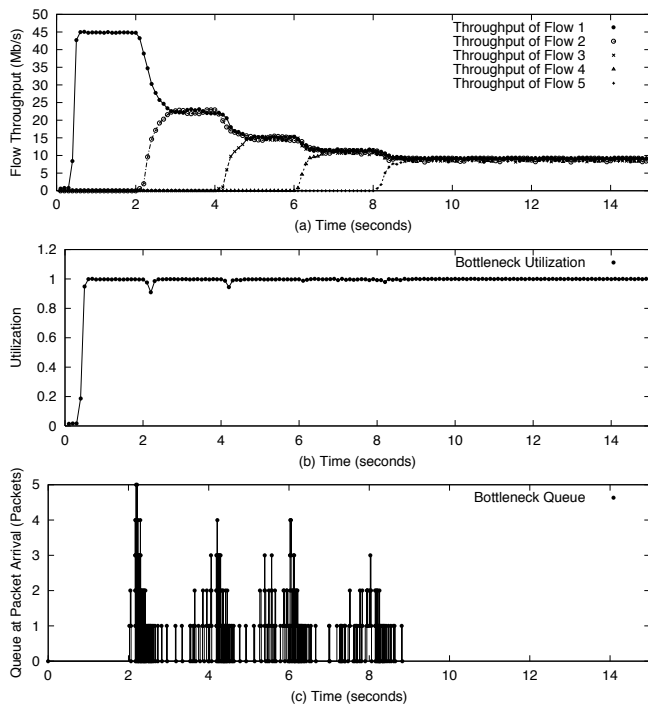 50
45
40
35
30
25
20
15
10
5
0
Flow Throughput (Mb/s)
Throughput of Flow 1
Throughput of Flow 2
Throughput of Flow 3
Throughput of Flow 4
Throughput of Flow 5
0 2 4 6 8 10 12 14
(a) Time (seconds)
1.2
1
0.8
0.6
0.4
0.2
0
Utilization
Bottleneck Utilization
0 2 4 6 8 10 12 14
(b) Time (seconds)
5
4
3
2
1
0
Queue at Packet Arrival (Packets)
Bottleneck Queue
0 2 4 6 8 10 12 14
(c) Time (seconds)